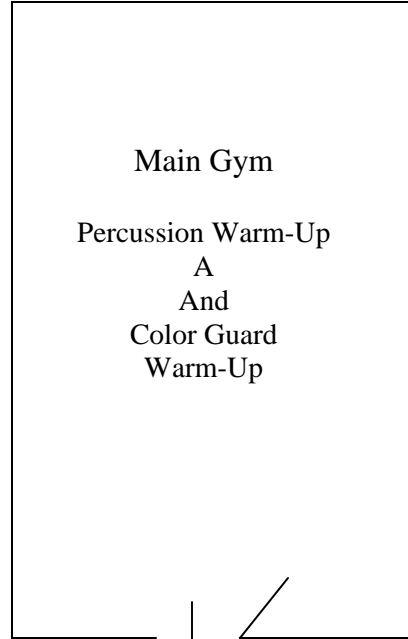 Main Gym
Percussion Warm-Up
A
And
Color Guard
Warm-Up